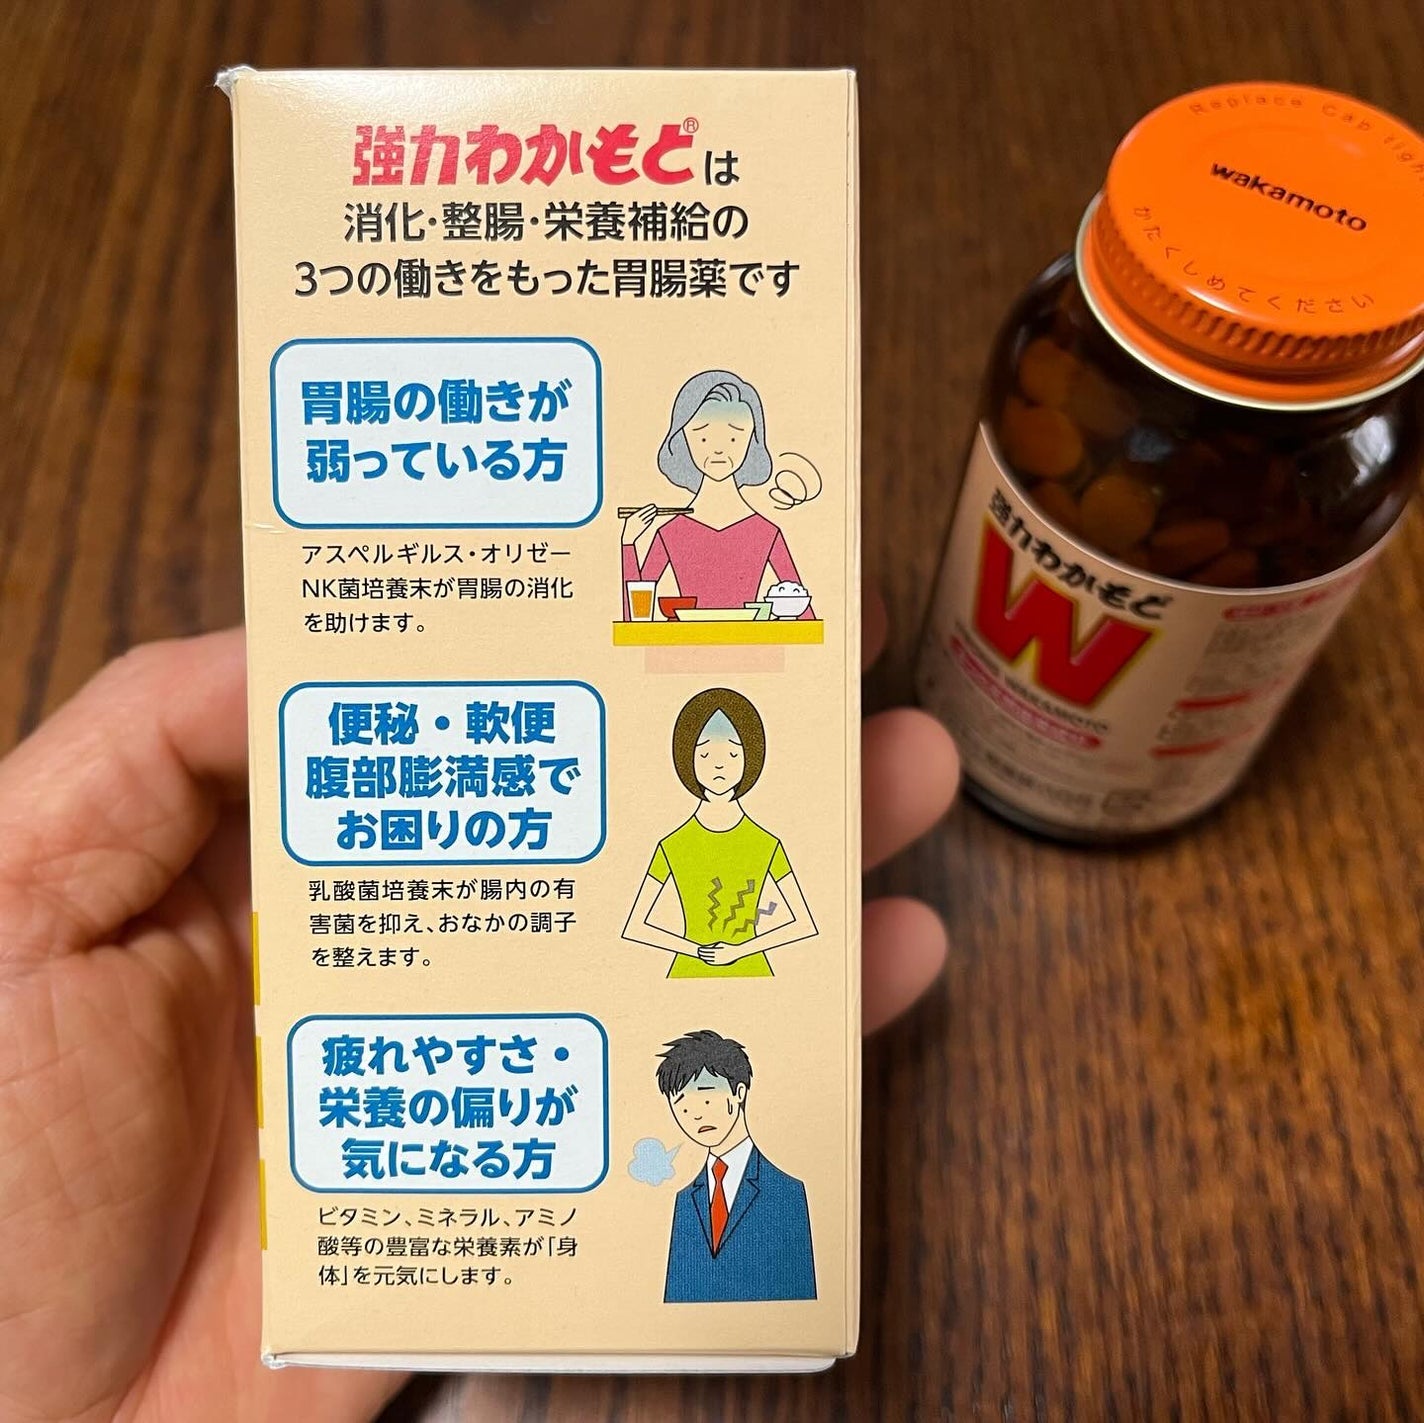 強力わかもと®は
消化・整腸・栄養補給の
3つの働きをもった胃腸薬です
胃腸の働きが
弱っている方
アスペルギルス・オリゼー
NK菌培養末が胃腸の消化
を助けます。
便秘・軟便
腹部膨満感で
お困りの方
乳酸菌培養末が腸内の有
害菌を抑え、おなかの調子
を整えます。
疲れやすさ・
栄養の偏りが
気になる方
ビタミン、ミネラル、アミノ
酸等の豊富な栄養素が「身
体」を元気にします。
Replace Cap tight
wakamoto
かたくしめてください
強力わかもと
W